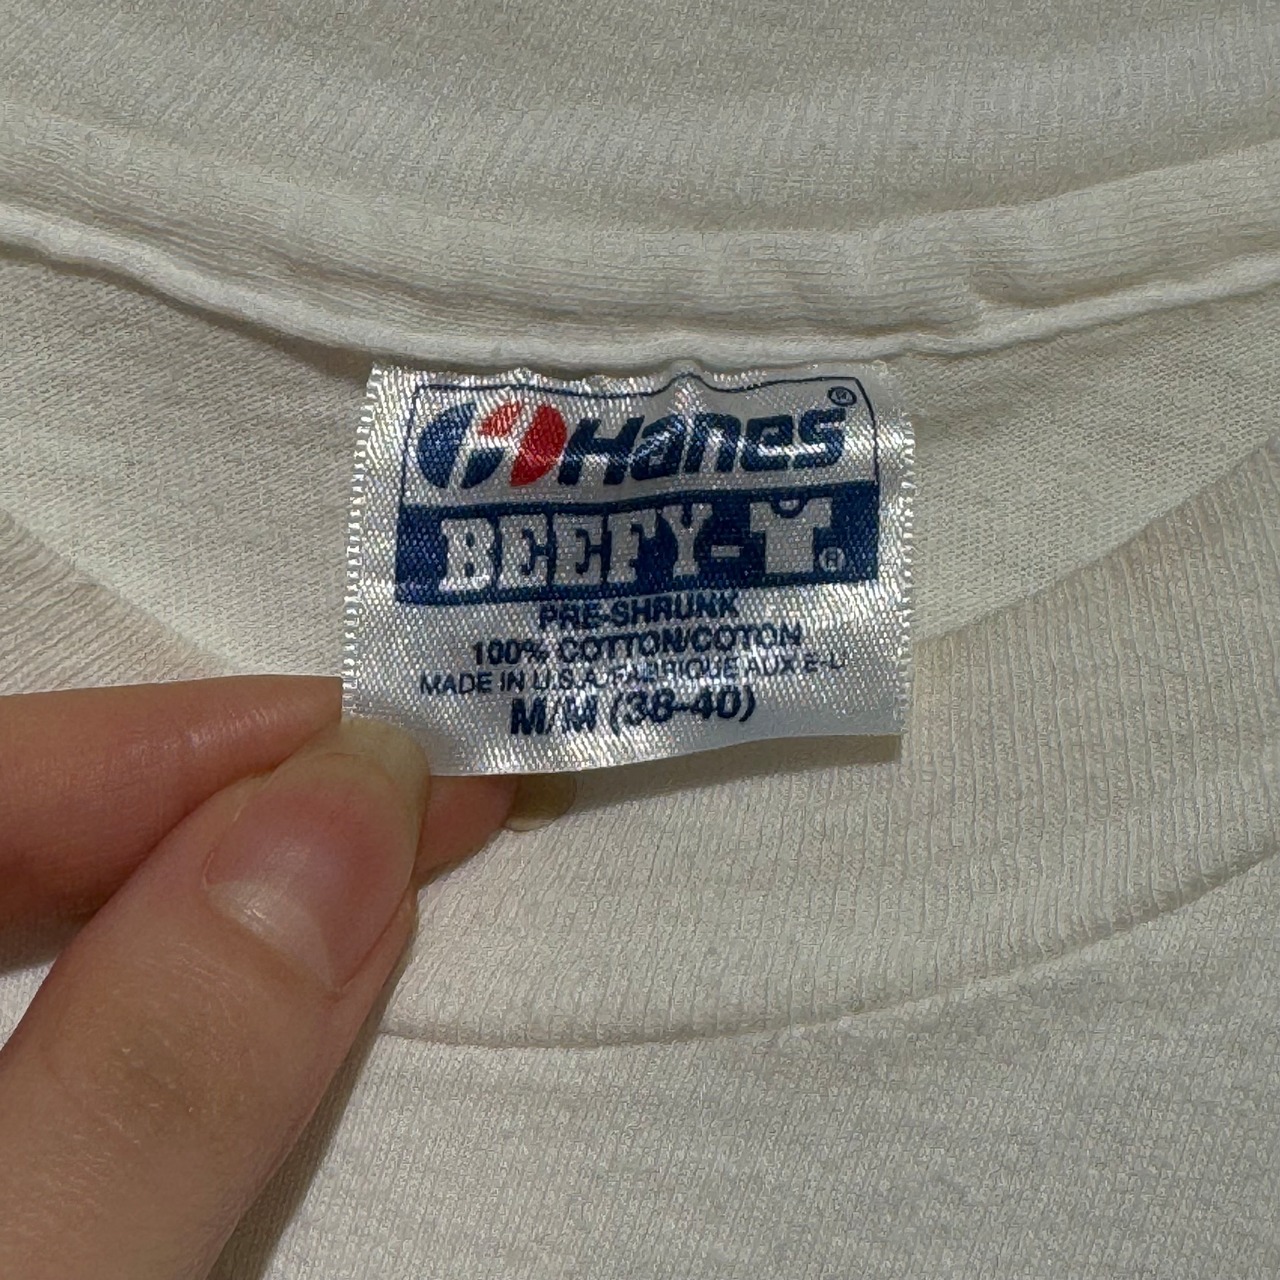 Hanes®
BEEFY-T®
PRE-SHRUNK
100% COTTON/COTON
MADE IN U.S.A./FABRIQUE AUX E-U
M/M (38-40)